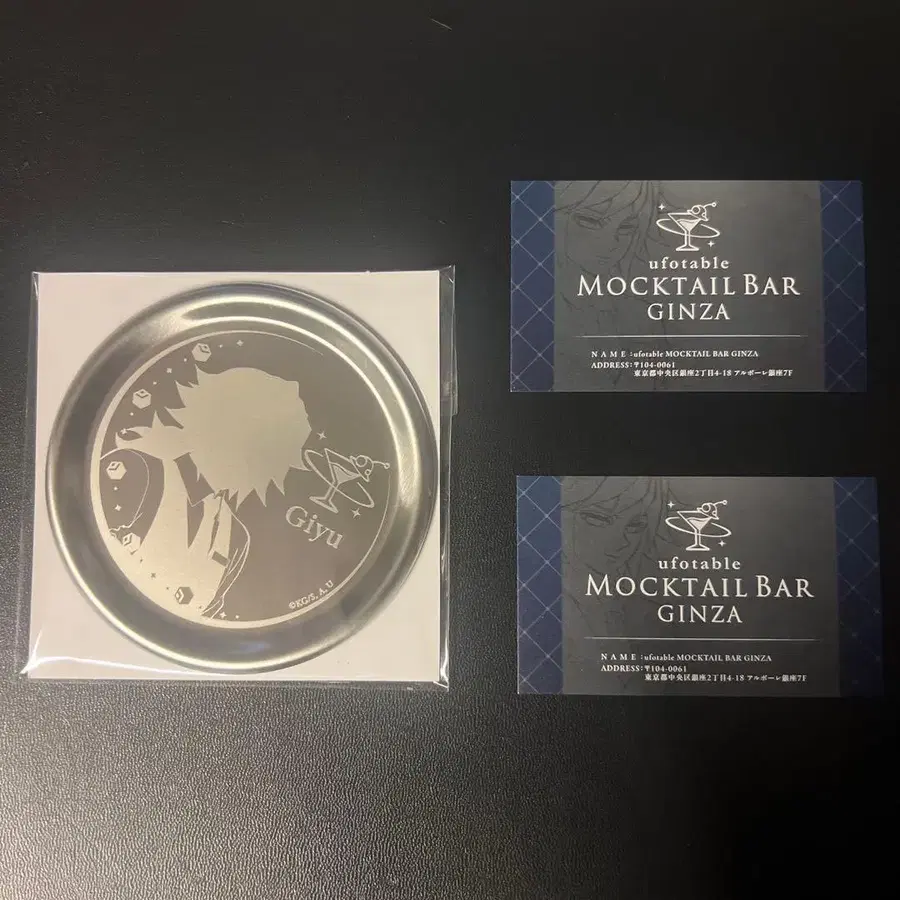 Giyu
©KG/S, A, U
ufotable
MOCKTAIL BAR
GINZA
NAME:ufotable MOCKTAIL BAR GINZA
ADDRESS:〒104-0061
東京都中央区銀座2丁目4-18 アルボーレ銀座7F
ufotable
MOCKTAIL BAR
GINZA
NAME:ufotable MOCKTAIL BAR GINZA
ADDRESS:〒104-0061
東京都中央区銀座2丁目4-18 アルボーレ銀座7F